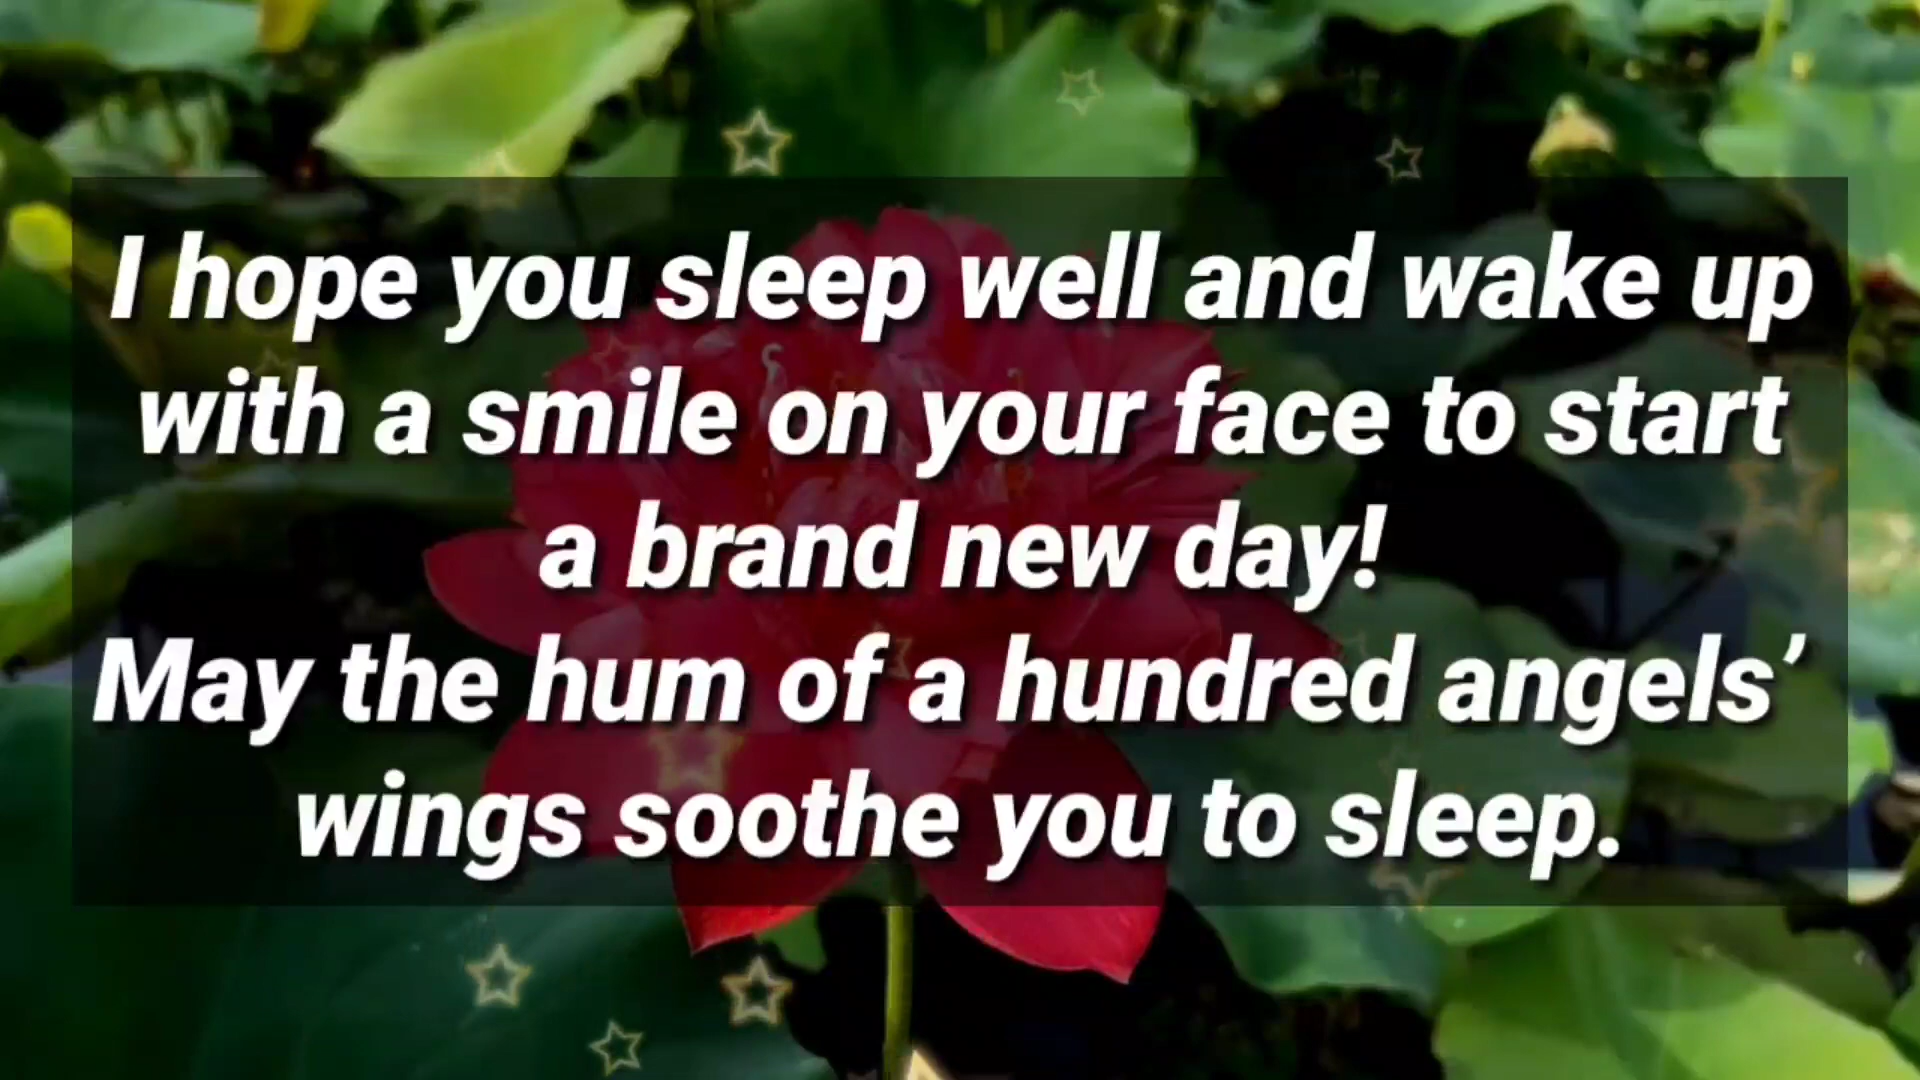 I hope you sleep well and wake up
with a smile on your face to start
a brand new day!
May the hum of a hundred angels’
wings soothe you to sleep.